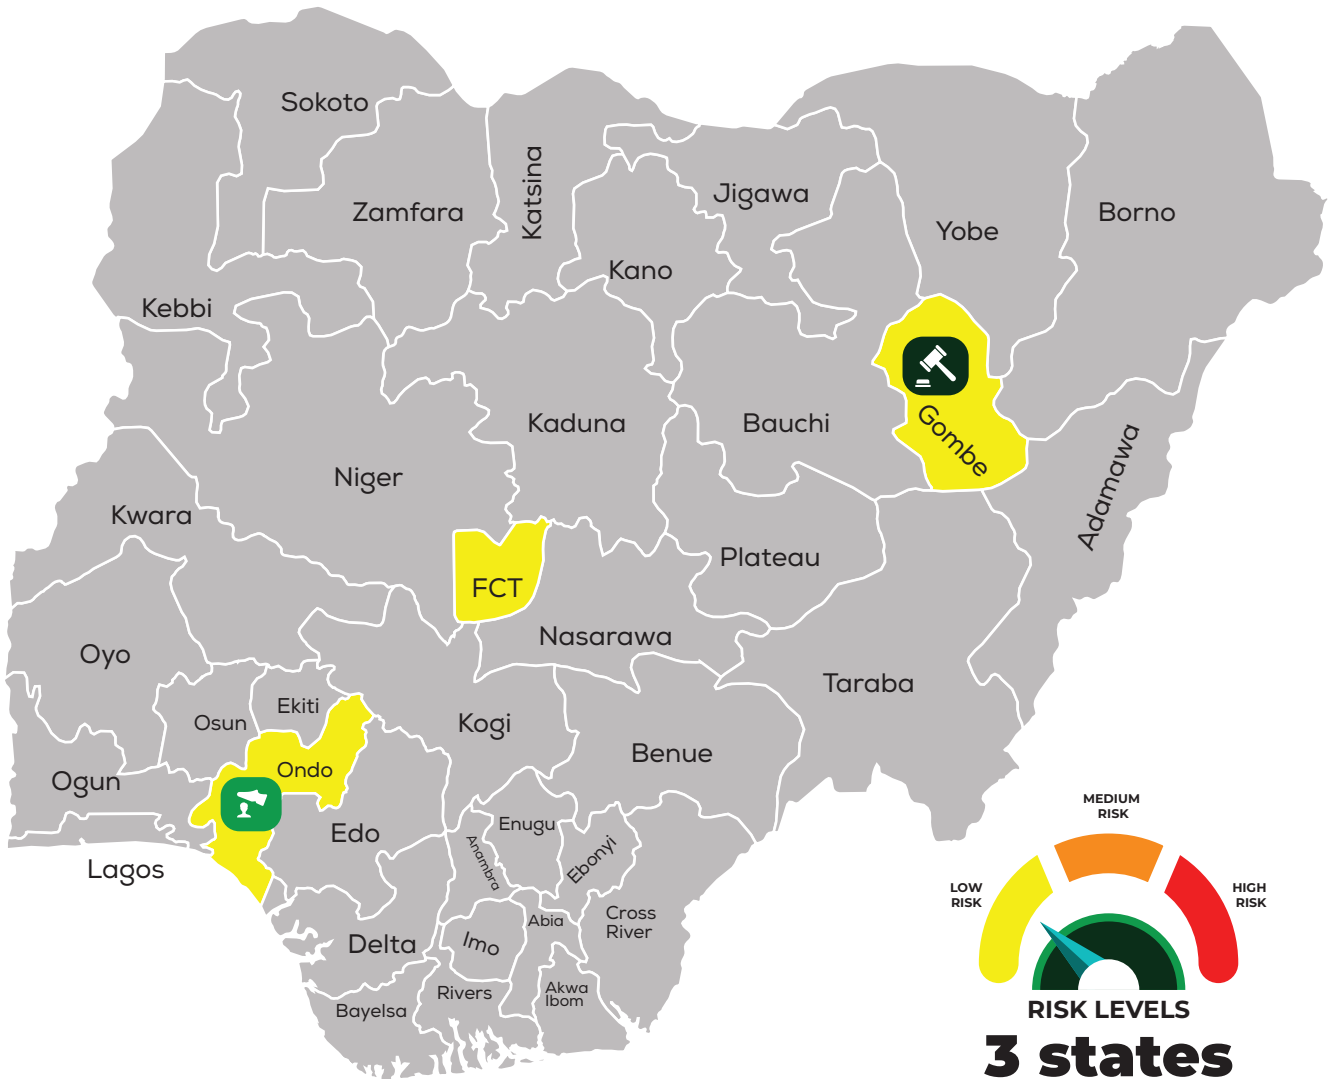 Sokoto
Katsina
Zamfara
Jigawa
Yobe
Borno
Kano
Kebbi
Gombe
Kaduna
Bauchi
Adamawa
Niger
Kwara
Plateau
FCT
Nasarawa
Oyo
Taraba
Ekiti
Osun
Kogi
Benue
Ondo
Ogun
Edo
Enugu
Anambra
Ebonyi
Lagos
Cross
River
Abia
Imo
Delta
Rivers
Akwa
Ibom
Bayelsa
MEDIUM
RISK
LOW
RISK
HIGH
RISK
RISK LEVELS
3 states